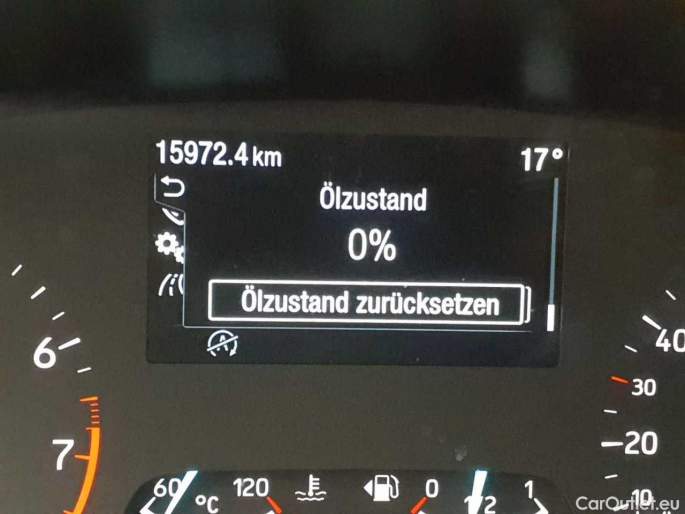 15972.4 km 17°
Ölzustand
0%
Ölzustand zurücksetzen
6
7
40
30
20
10
60 °C 120
0 1/2 1
CarOutlet.eu